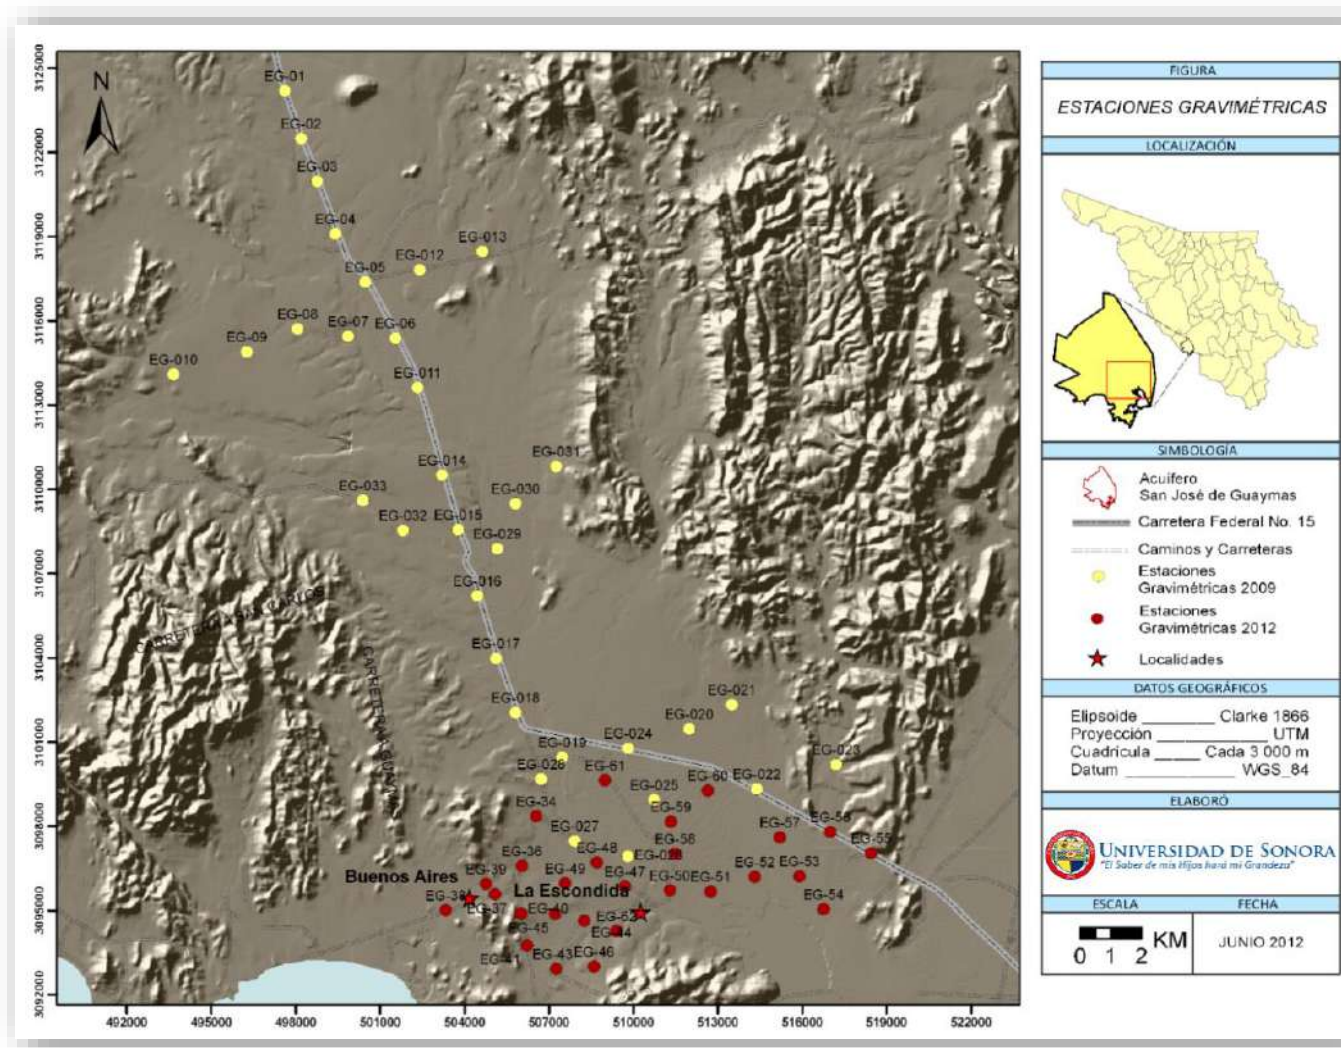 N
EG-01
EG-02
EG-03
EG-04
EG-013
EG-012
EG-05
EG-08
EG-07
EG-06
EG-09
EG-010
EG-011
EG-031
EG-014
EG-033
EG-030
EG-032
EG-015
EG-029
EG-016
CARRETERA A SAN CARLOS
CARRETERA A GUAYMAS
EG-017
EG-018
EG-021
EG-020
EG-024
EG-019
EG-023
EG-026
EG-61
EG-60
EG-022
EG-025
EG-34
EG-59
EG-027
EG-57
EG-56
EG-58
EG-55
EG-36
EG-48
EG-028
Buenos Aires
EG-39
EG-49
EG-47
EG-50
EG-51
EG-52
EG-53
La Escondida
EG-38
EG-37
EG-40
EG-62
EG-54
EG-45
EG-44
EG-41
EG-43
EG-46
3125000
3122000
3119000
3116000
3113000
3110000
3107000
3104000
3101000
3098000
3095000
3092000
492000 495000 498000 501000 504000 507000 510000 513000 516000 519000 522000
FIGURA
ESTACIONES GRAVIMÉTRICAS
LOCALIZACIÓN
SIMBOLOGÍA
Acuífero
San José de Guaymas
Carretera Federal No. 15
Caminos y Carreteras
Estaciones
Gravimétricas 2009
Estaciones
Gravimétricas 2012
Localidades
DATOS GEOGRÁFICOS
Elipsoide Clarke 1866
Proyección UTM
Cuadricula Cada 3 000 m
Datum WGS_84
ELABORÓ
UNIVERSIDAD DE SONORA
"El Saber de mis Hijos hará mi Grandeza"
ESCALA
0 1 2 KM
FECHA
JUNIO 2012